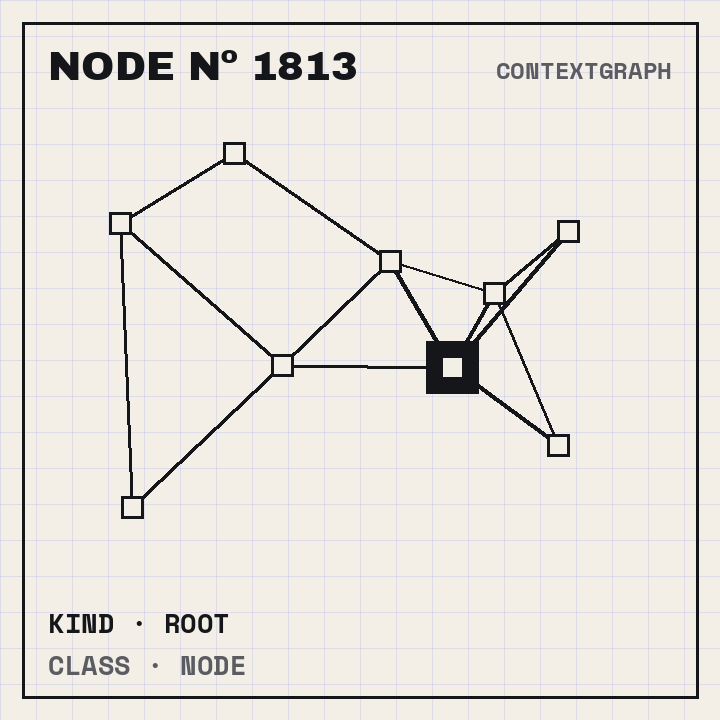 NODE Nº 1813
CONTEXTGRAPH
KIND · ROOT
CLASS · NODE